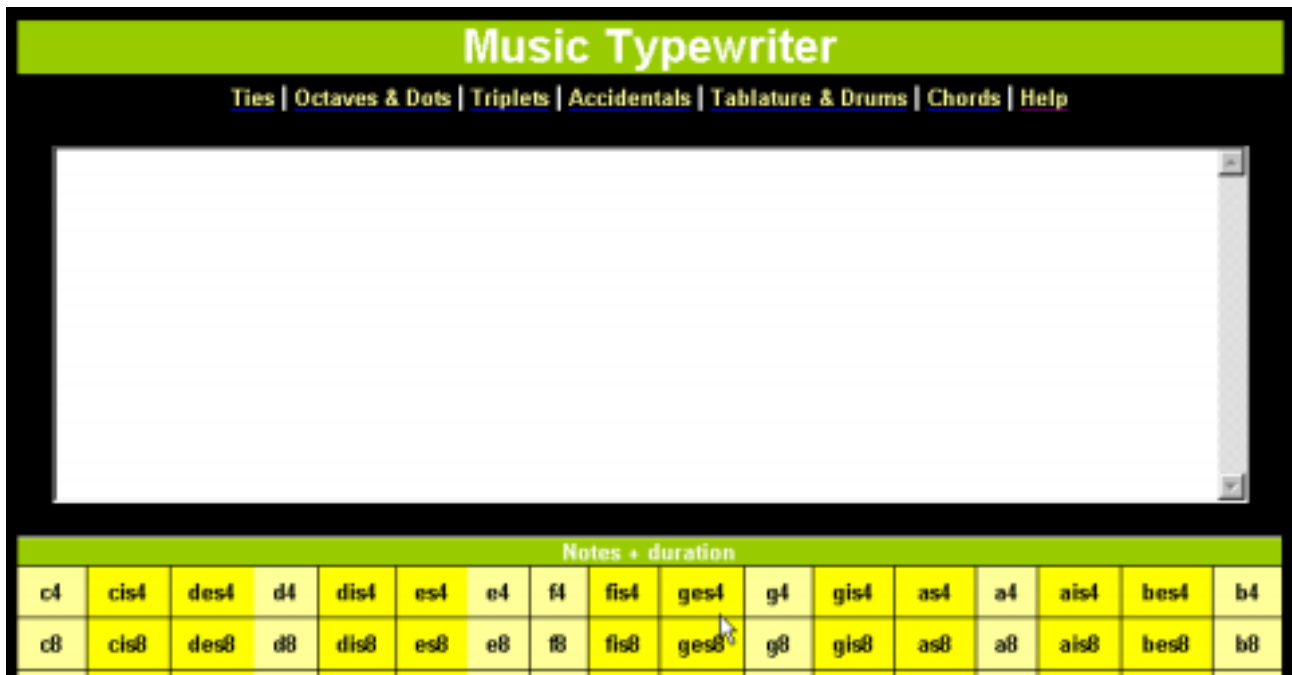 Music Typewriter
Ties | Octaves & Dots | Triplets | Accidentals | Tablature & Drums | Chords | Help
Notes + duration
c4 cis4 des4 d4 dis4 es4 e4 f4 fis4 ges4 g4 gis4 as4 a4 ais4 bes4 b4
c8 cis8 des8 d8 dis8 es8 e8 f8 fis8 ges8 g8 gis8 as8 a8 ais8 bes8 b8